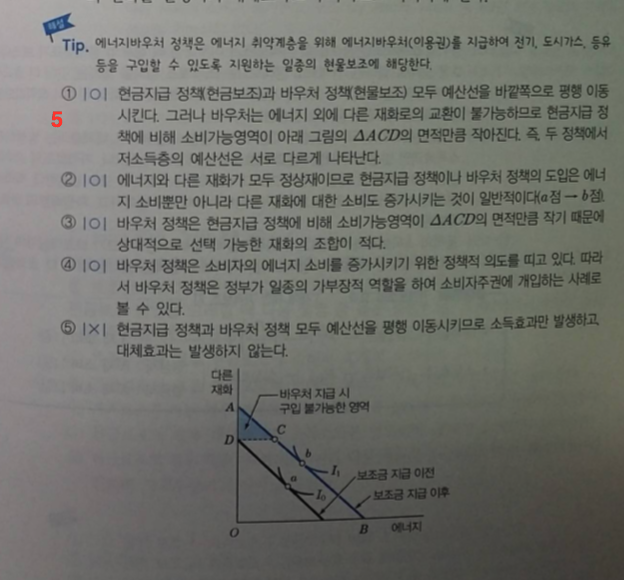 해설
Tip. 에너지바우처 정책은 에너지 취약계층을 위해 에너지바우처(이용권)를 지급하여 전기, 도시가스, 등유
등을 구입할 수 있도록 지원하는 일종의 현물보조에 해당한다.
① |O| 현금지급 정책(현금보조)과 바우처 정책(현물보조) 모두 예산선을 바깥쪽으로 평행 이동
5
시킨다. 그러나 바우처는 에너지 외에 다른 재화로의 교환이 불가능하므로 현금지급 정
책에 비해 소비가능영역이 아래 그림의 ΔACD의 면적만큼 작아진다. 즉, 두 정책에서
저소득층의 예산선은 서로 다르게 나타난다.
② |O| 에너지와 다른 재화가 모두 정상재이므로 현금지급 정책이나 바우처 정책의 도입은 에너
지 소비뿐만 아니라 다른 재화에 대한 소비도 증가시키는 것이 일반적이다(a점 → b점).
③ |O| 바우처 정책은 현금지급 정책에 비해 소비가능영역이 ΔACD의 면적만큼 작기 때문에
상대적으로 선택 가능한 재화의 조합이 적다.
④ |O| 바우처 정책은 소비자의 에너지 소비를 증가시키기 위한 정책적 의도를 띠고 있다. 따라
서 바우처 정책은 정부가 일종의 가부장적 역할을 하여 소비자주권에 개입하는 사례로
볼 수 있다.
⑤ |X| 현금지급 정책과 바우처 정책 모두 예산선을 평행 이동시키므로 소득효과만 발생하고,
대체효과는 발생하지 않는다.
다른
재화
바우처 지급 시
구입 불가능한 영역
A
C
D
b
I₁
보조금 지급 이전
a
I₀
보조금 지급 이후
O
B
에너지